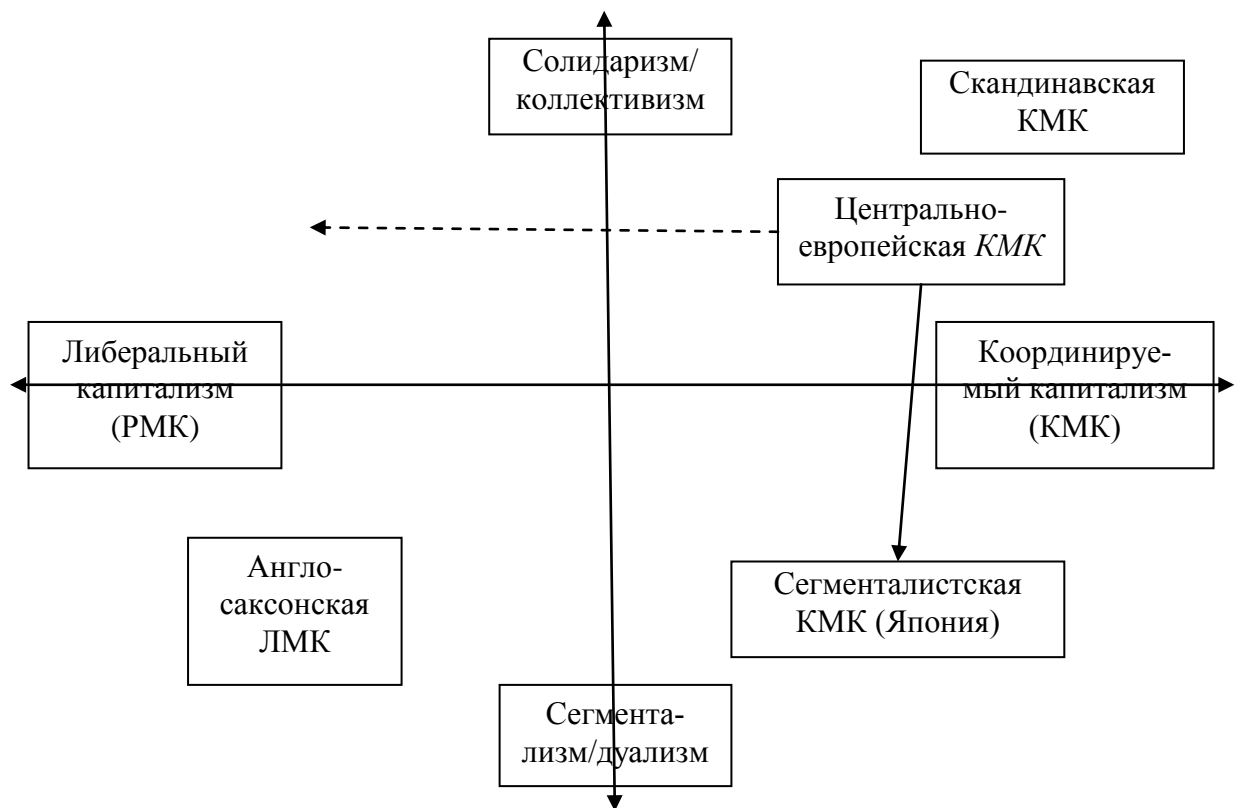 Солидаризм/
коллективизм
Скандинавская
КМК
Центрально-
европейская КМК
Либеральный
капитализм
(РМК)
Координируе-
мый капитализм
(КМК)
Англо-
саксонская
ЛМК
Сегменталистская
КМК (Япония)
Сегмента-
лизм/дуализм